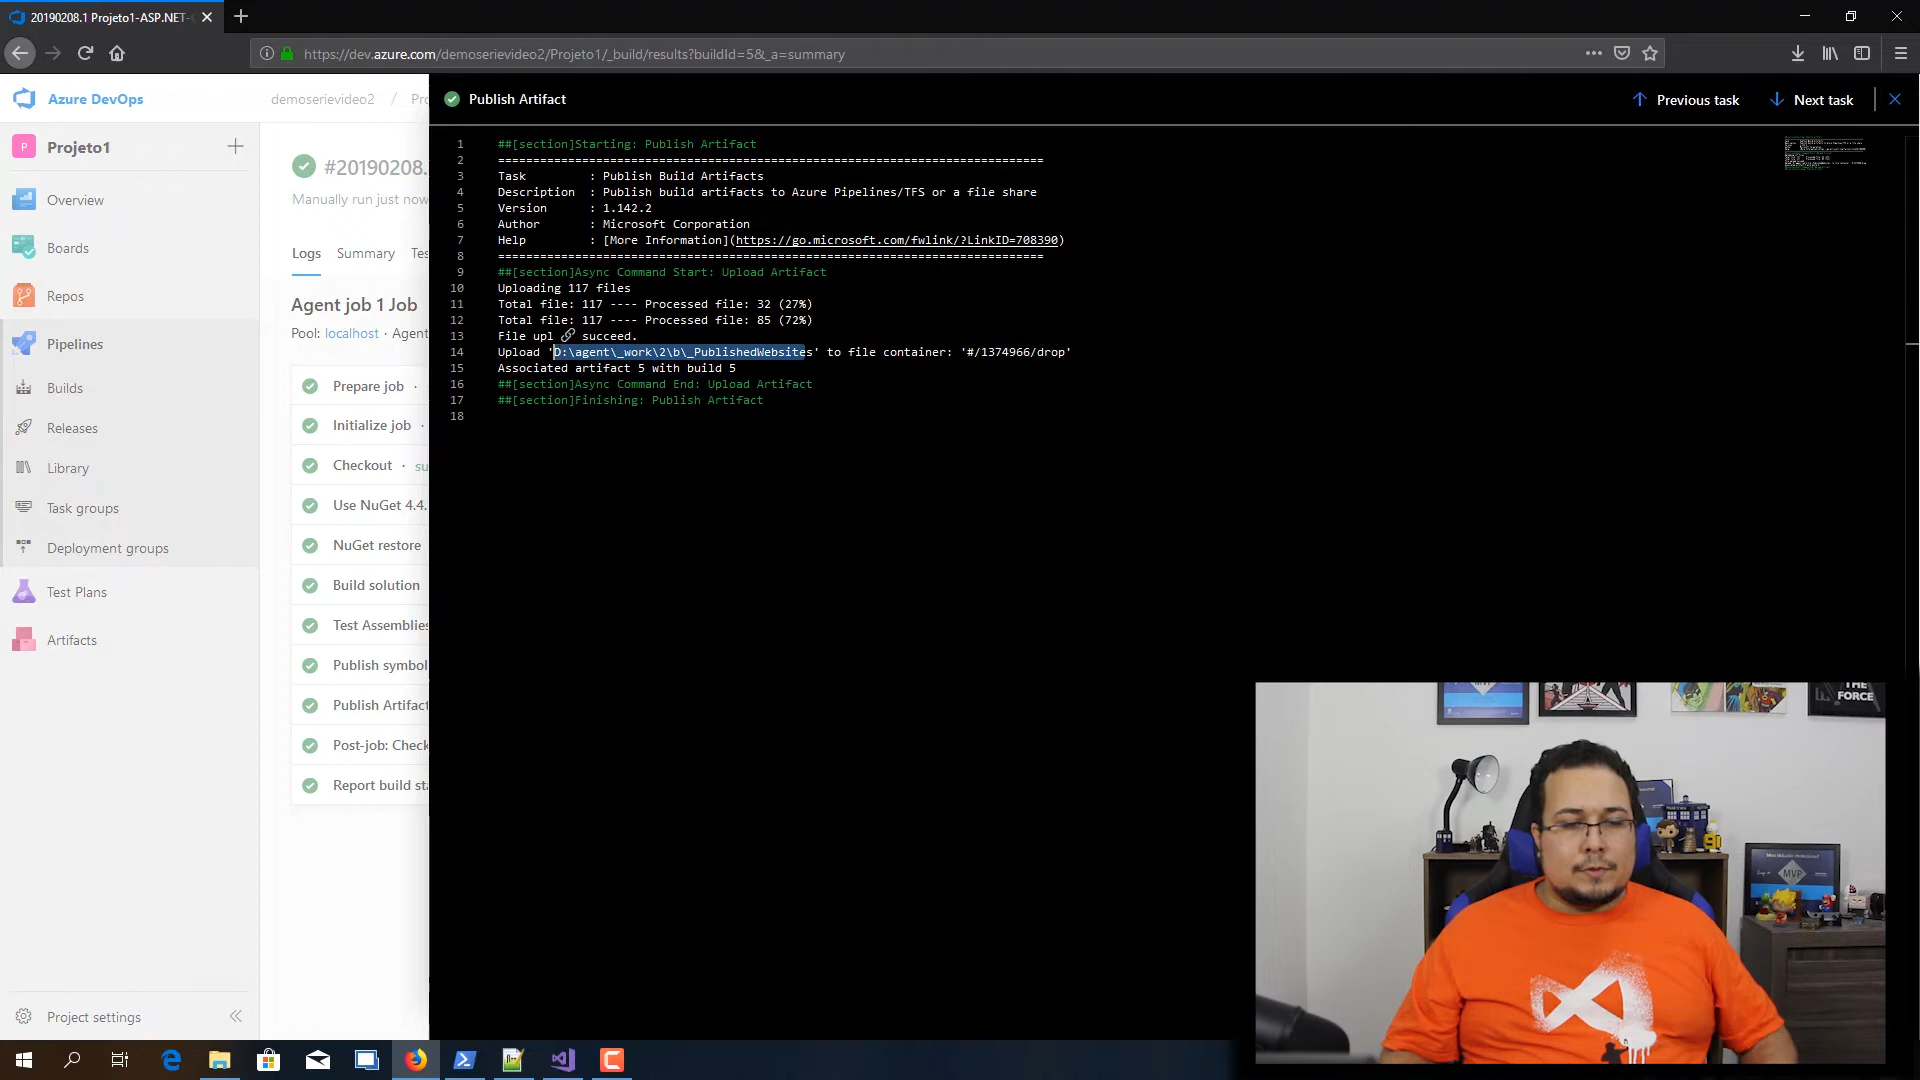 20190208.1 Projeto1-ASP.NET-
https://dev.azure.com/demoserievideo2/Projeto1/_build/results?buildId=5&_a=summary
Azure DevOps
demoserievideo2 / Pro
Publish Artifact
Previous task
Next task
P
Projeto1
#20190208.
Manually run just now
Overview
Boards
Repos
Pipelines
Builds
Releases
Library
Task groups
Deployment groups
Test Plans
Artifacts
Project settings
Logs
Summary
Tes
Agent job 1 Job
Pool: localhost · Agent
Prepare job ·
Initialize job ·
Checkout · su
Use NuGet 4.4.
NuGet restore
Build solution
Test Assemblies
Publish symbol
Publish Artifact
Post-job: Check
Report build sta
1 ##[section]Starting: Publish Artifact
2 ==============================================================================
3 Task : Publish Build Artifacts
4 Description : Publish build artifacts to Azure Pipelines/TFS or a file share
5 Version : 1.142.2
6 Author : Microsoft Corporation
7 Help : [More Information](https://go.microsoft.com/fwlink/?LinkID=708390)
8 ==============================================================================
9 ##[section]Async Command Start: Upload Artifact
10 Uploading 117 files
11 Total file: 117 ---- Processed file: 32 (27%)
12 Total file: 117 ---- Processed file: 85 (72%)
13 File upl succeed.
14 Upload 'D:\agent\_work\2\b\_PublishedWebsites' to file container: '#/1374966/drop'
15 Associated artifact 5 with build 5
16 ##[section]Async Command End: Upload Artifact
17 ##[section]Finishing: Publish Artifact
18
THE
FORCE
MVP